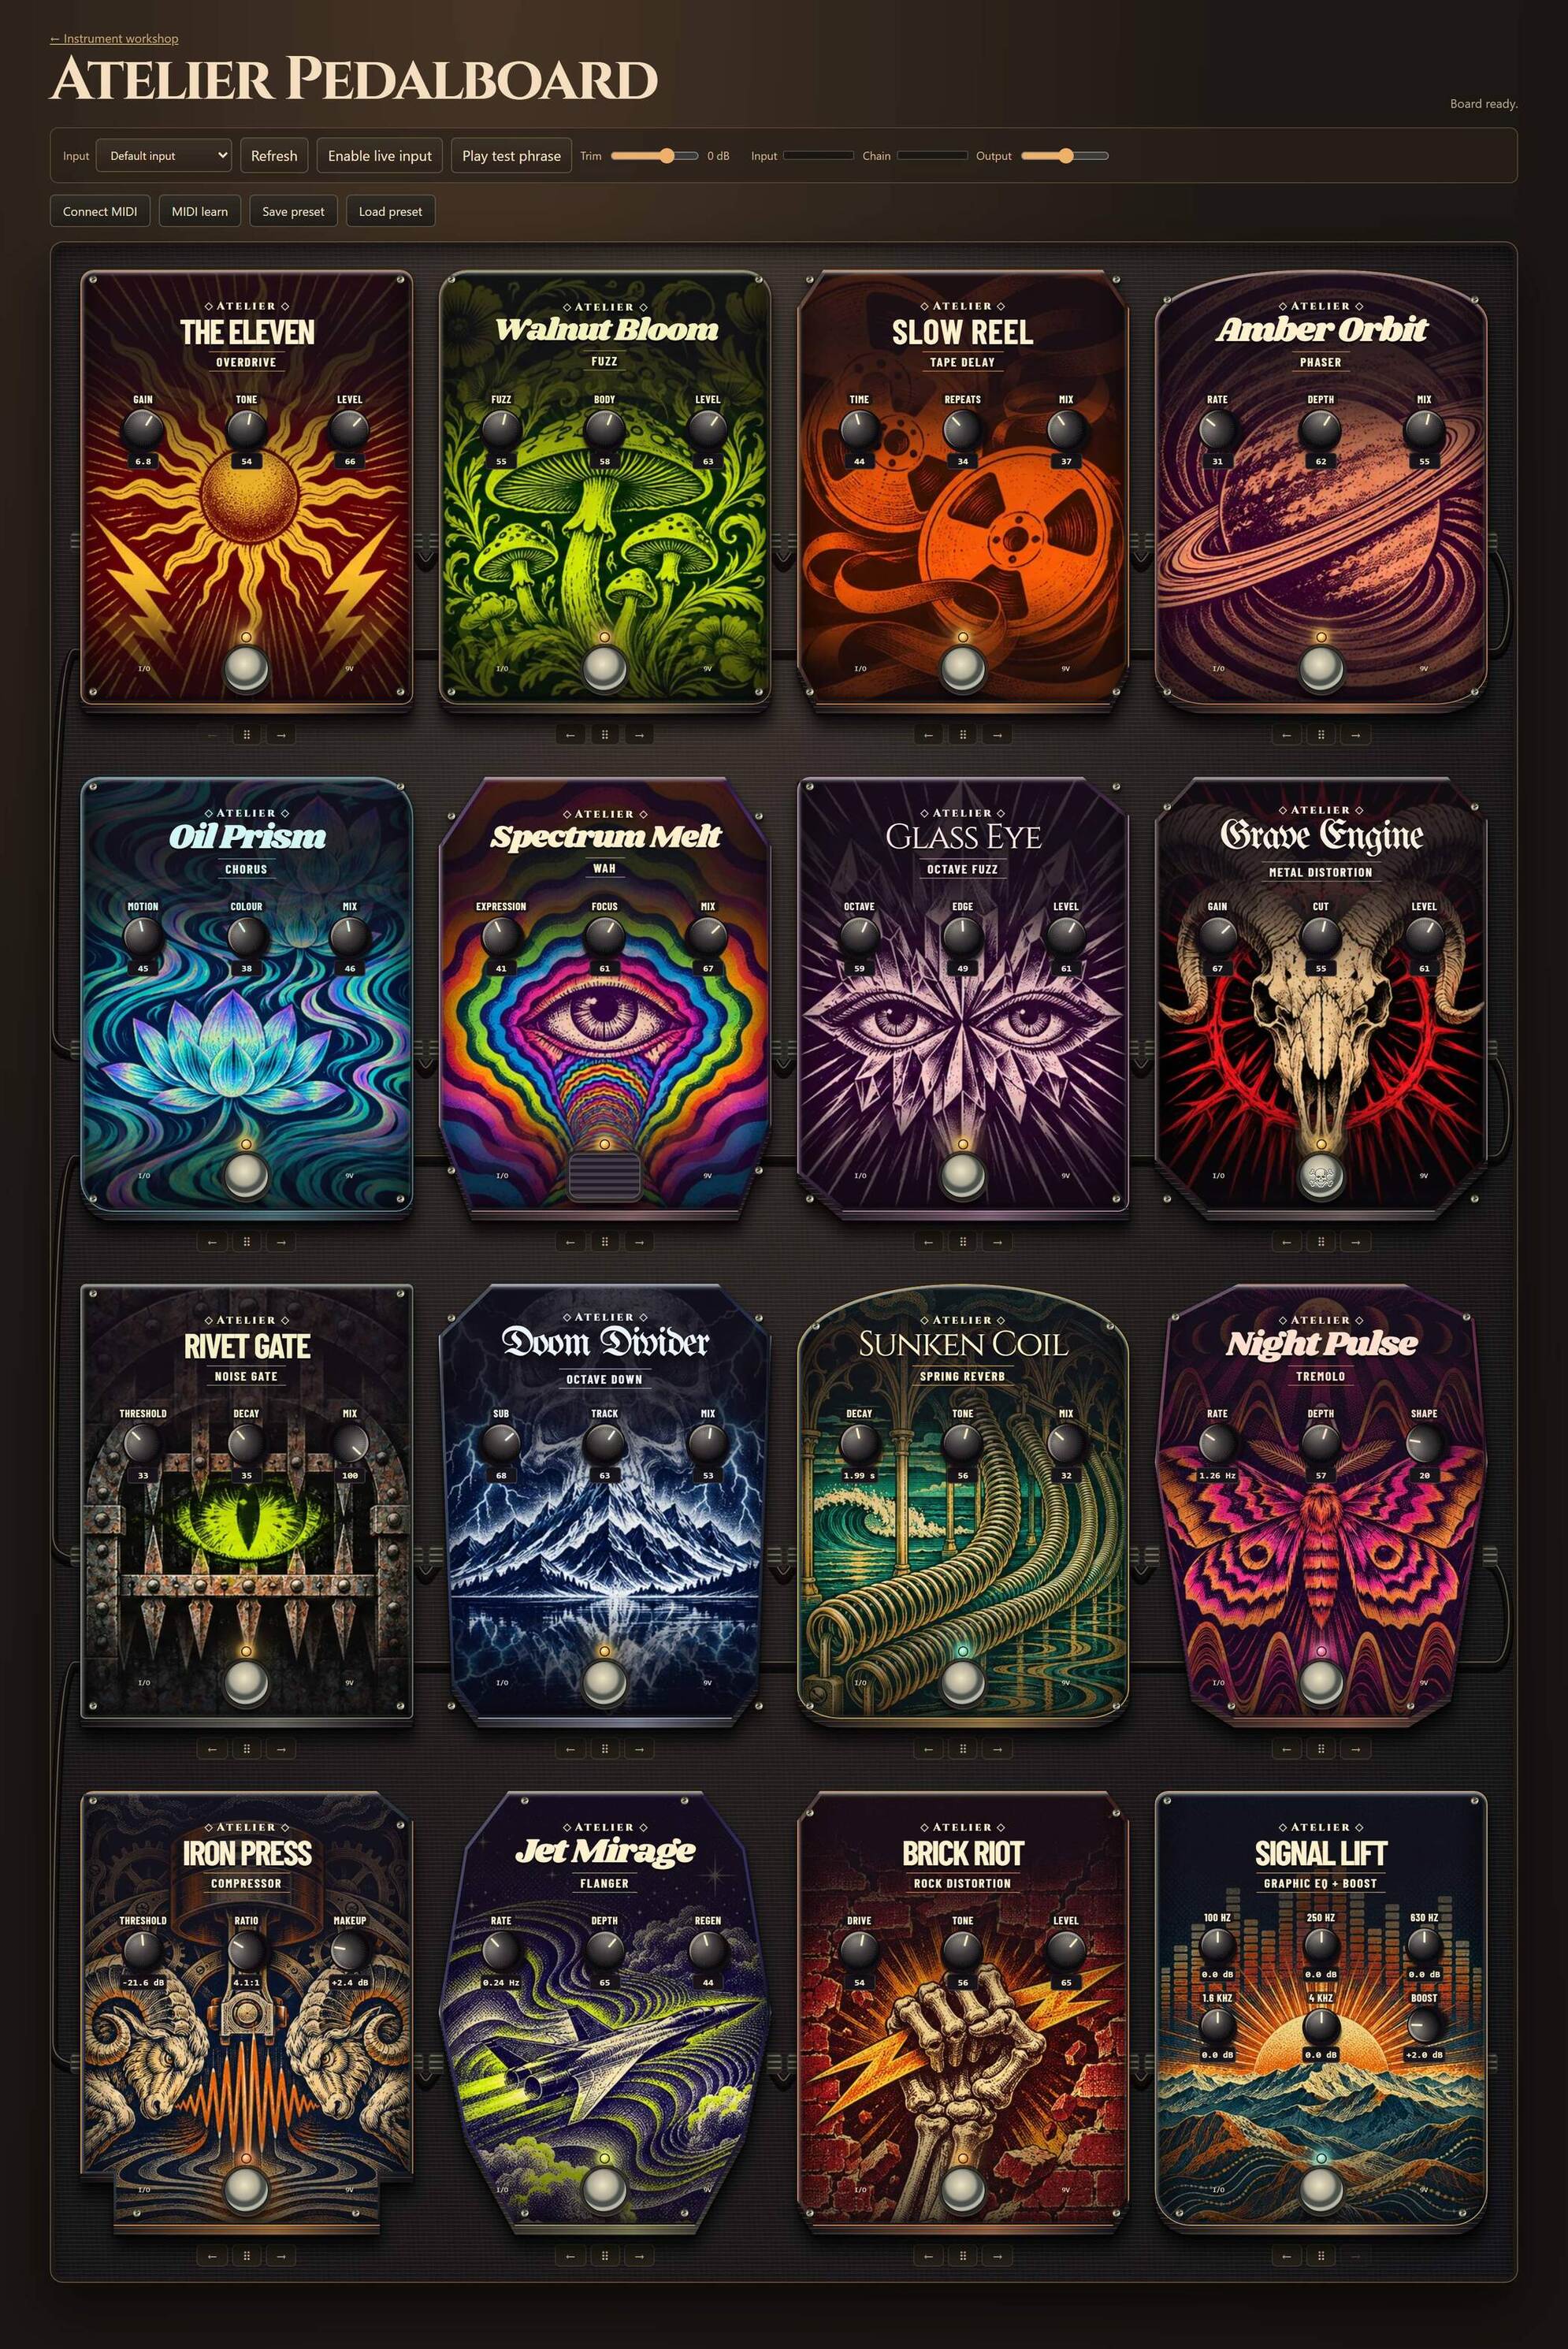 ← Instrument workshop
ATELIER PEDALBOARD
Board ready.
Input Default input Refresh Enable live input Play test phrase Trim 0 dB Input Chain Output
Connect MIDI MIDI learn Save preset Load preset
◇ ATELIER ◇
THE ELEVEN
OVERDRIVE
GAIN TONE LEVEL
6.8 54 66
I/O 9V
← ⠿ →
◇ ATELIER ◇
Walnut Bloom
FUZZ
FUZZ BODY LEVEL
55 58 63
I/O 9V
← ⠿ →
◇ ATELIER ◇
SLOW REEL
TAPE DELAY
TIME REPEATS MIX
44 34 37
I/O 9V
← ⠿ →
◇ ATELIER ◇
Amber Orbit
PHASER
RATE DEPTH MIX
31 62 55
I/O 9V
← ⠿ →
◇ ATELIER ◇
Oil Prism
CHORUS
MOTION COLOUR MIX
45 38 46
I/O 9V
← ⠿ →
◇ ATELIER ◇
Spectrum Melt
WAH
EXPRESSION FOCUS MIX
41 61 67
I/O 9V
← ⠿ →
◇ ATELIER ◇
GLASS EYE
OCTAVE FUZZ
OCTAVE EDGE LEVEL
59 49 61
I/O 9V
← ⠿ →
◇ ATELIER ◇
Grave Engine
METAL DISTORTION
GAIN CUT LEVEL
67 55 61
I/O 9V
← ⠿ →
◇ ATELIER ◇
RIVET GATE
NOISE GATE
THRESHOLD DECAY MIX
33 35 100
I/O 9V
← ⠿ →
◇ ATELIER ◇
Doom Divider
OCTAVE DOWN
SUB TRACK MIX
68 63 53
I/O 9V
← ⠿ →
◇ ATELIER ◇
SUNKEN COIL
SPRING REVERB
DECAY TONE MIX
1.99 s 56 32
I/O 9V
← ⠿ →
◇ ATELIER ◇
Night Pulse
TREMOLO
RATE DEPTH SHAPE
1.26 Hz 57 20
I/O 9V
← ⠿ →
◇ ATELIER ◇
IRON PRESS
COMPRESSOR
THRESHOLD RATIO MAKEUP
-21.6 dB 4.1:1 +2.4 dB
I/O 9V
← ⠿ →
◇ ATELIER ◇
Jet Mirage
FLANGER
RATE DEPTH REGEN
0.24 Hz 65 44
I/O 9V
← ⠿ →
◇ ATELIER ◇
BRICK RIOT
ROCK DISTORTION
DRIVE TONE LEVEL
54 56 65
I/O 9V
← ⠿ →
◇ ATELIER ◇
SIGNAL LIFT
GRAPHIC EQ + BOOST
100 HZ 250 HZ 630 HZ
0.0 dB 0.0 dB 0.0 dB
1.6 KHZ 4 KHZ BOOST
0.0 dB 0.0 dB +2.0 dB
I/O 9V
← ⠿ →